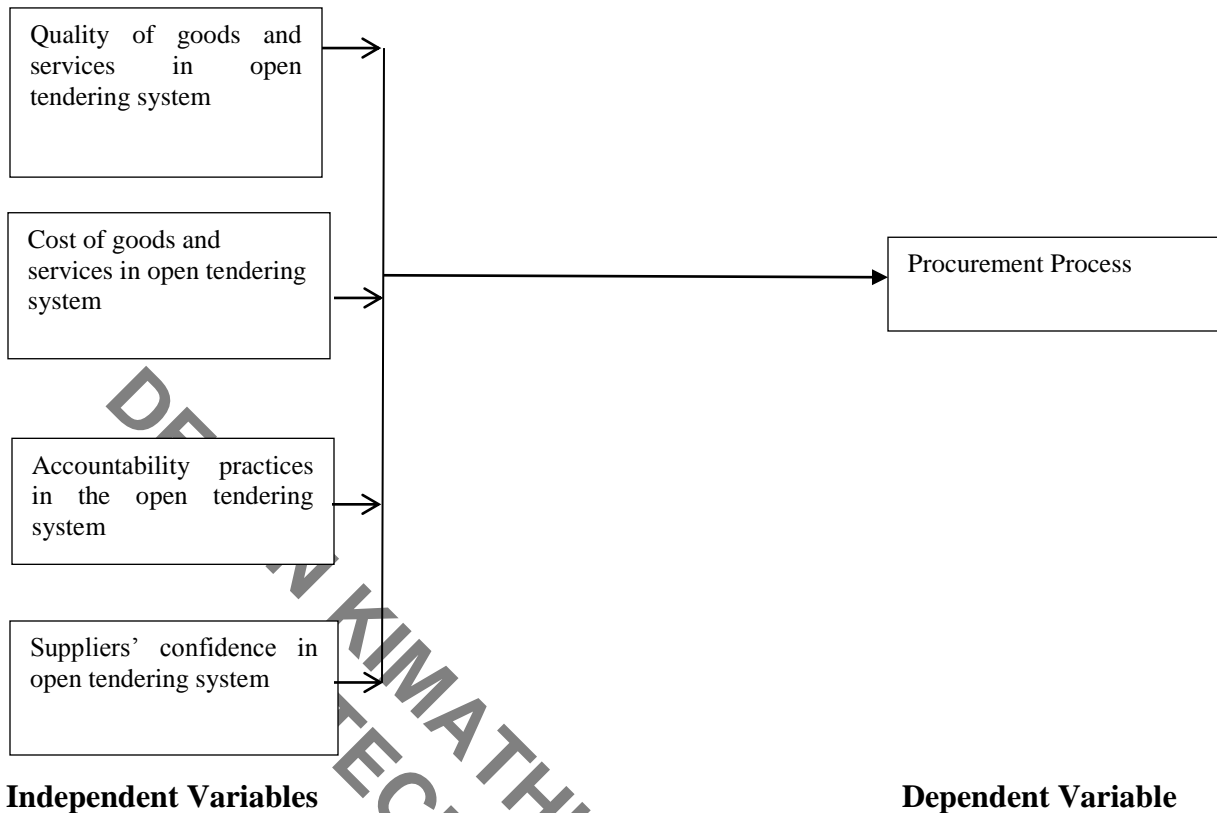 Quality of goods and
services in open
tendering system
Cost of goods and
services in open tendering
system
Procurement Process
Accountability practices
in the open tendering
system
Suppliers’ confidence in
open tendering system
Independent Variables
Dependent Variable
KIMATHI